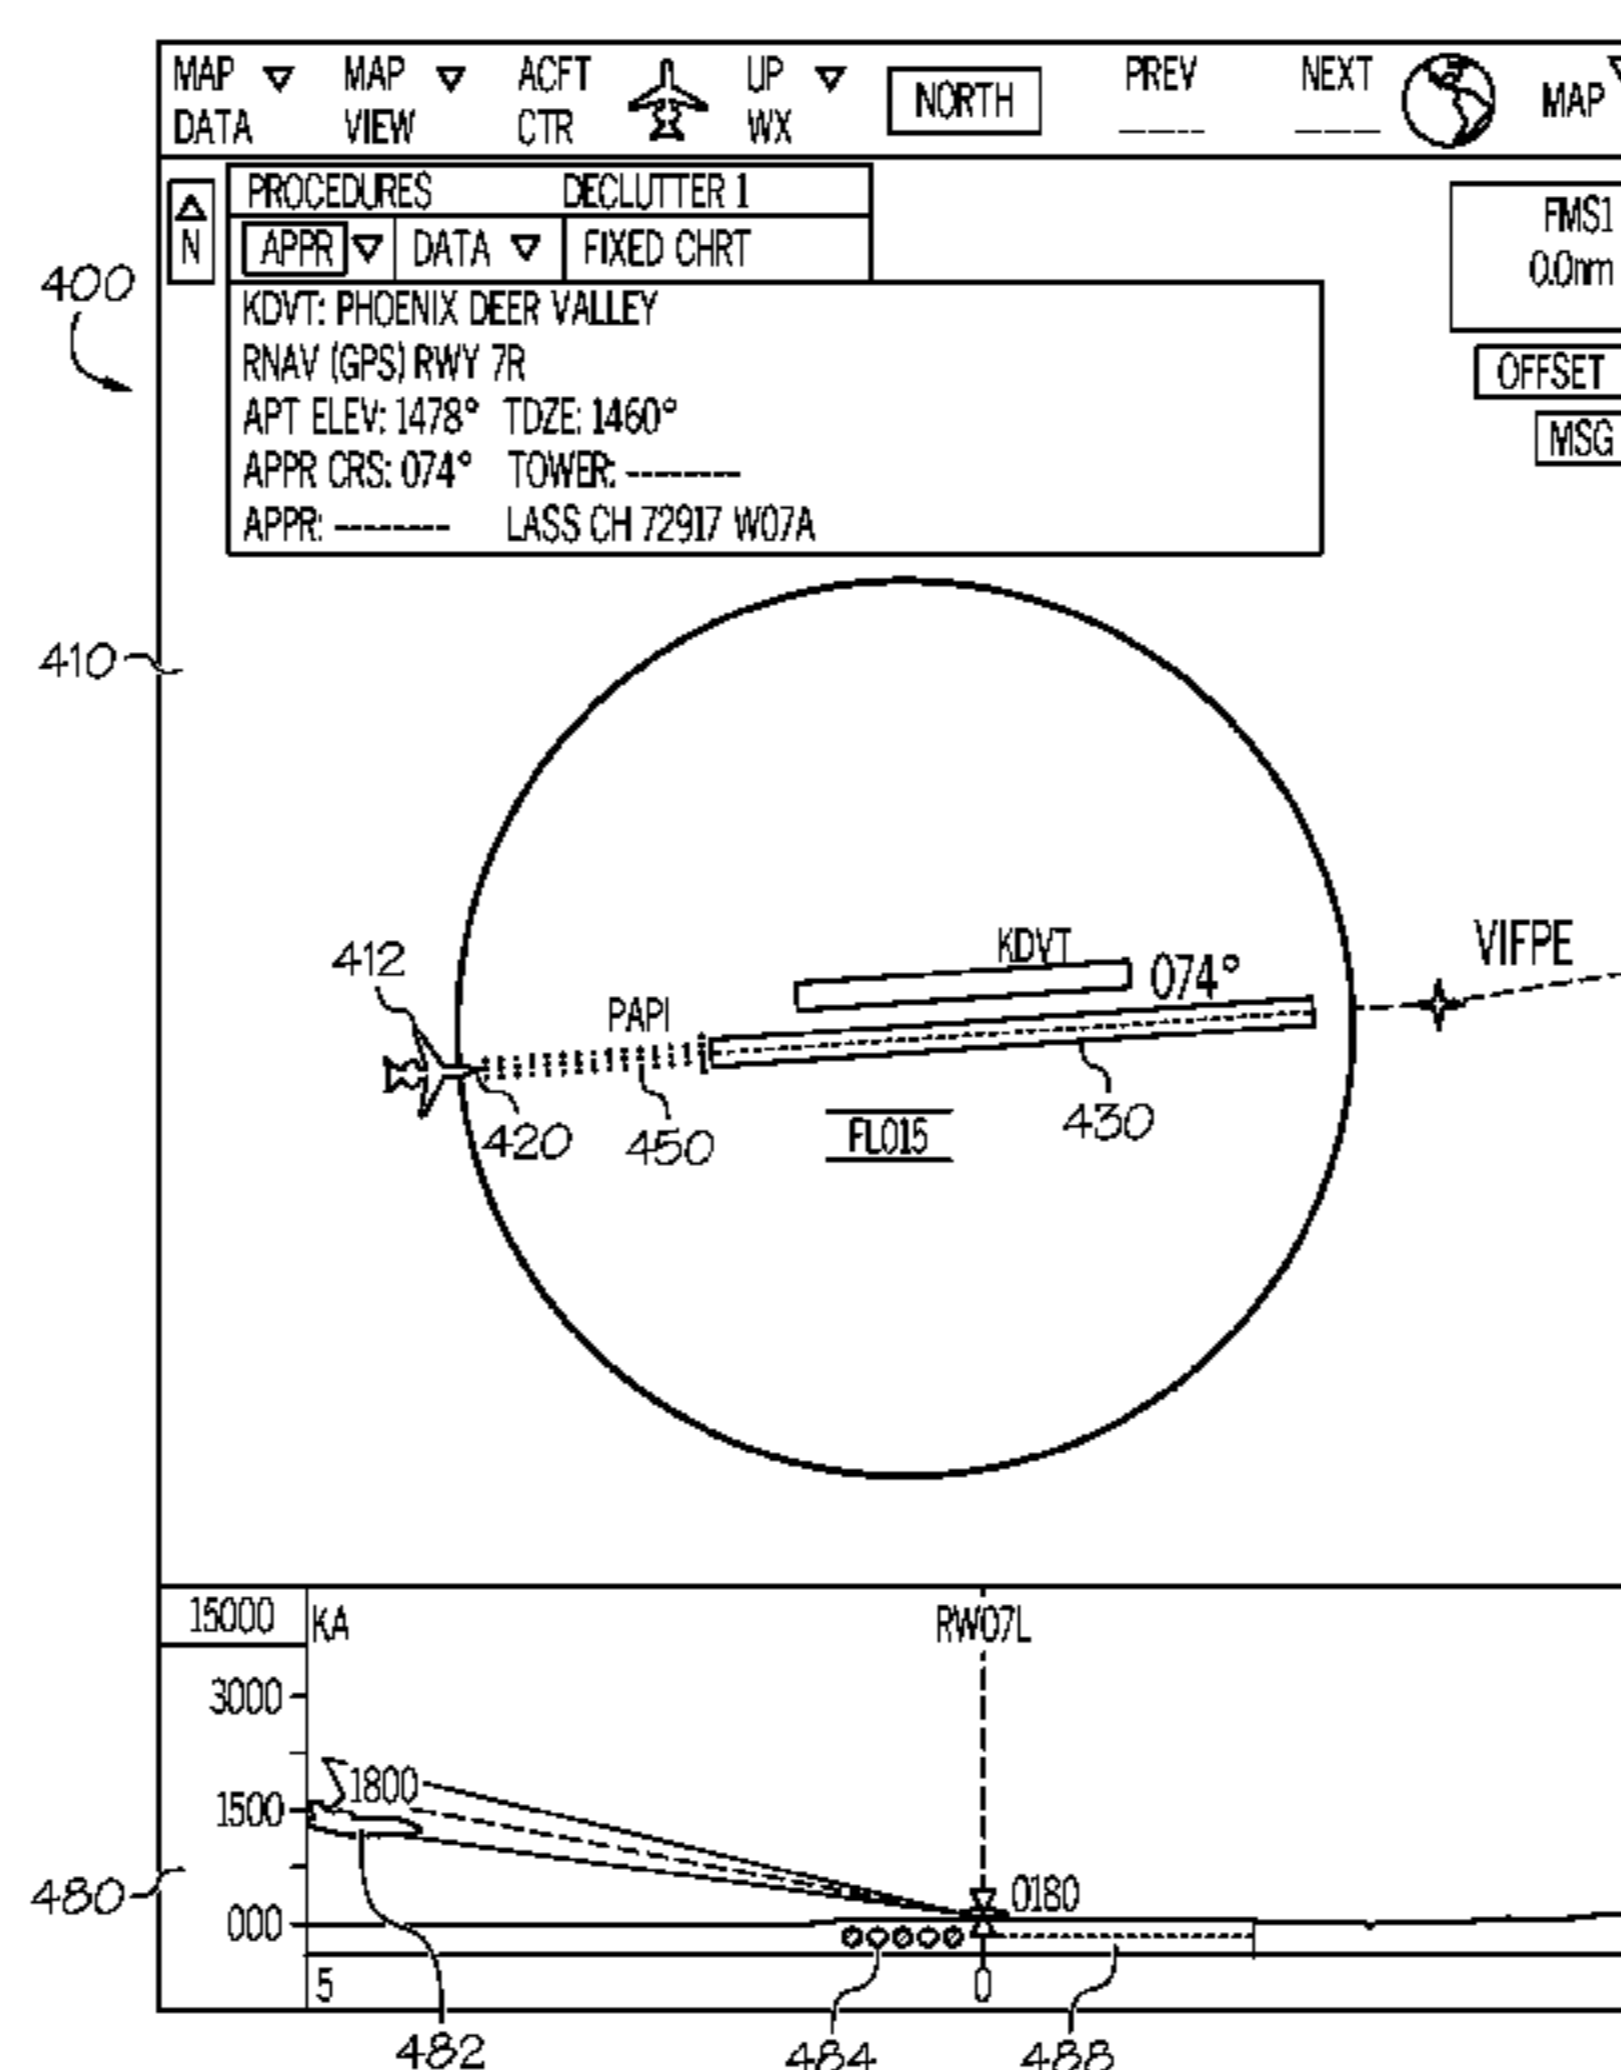 MAP MAP ACFT UP NORTH PREV NEXT MAP
DATA VIEW CTR WX ----- -----
PROCEDURES DECLUTTER 1
N APPR DATA FIXED CHRT
FMS1
0.0nm
400
KDVT: PHOENIX DEER VALLEY
RNAV (GPS) RWY 7R
OFFSET
APT ELEV: 1478° TDZE: 1460°
MSG
APPR CRS: 074° TOWER: --------
APPR: -------- LASS CH 72917 W07A
410
412
KDVT
074°
VIFPE
PAPI
420
450
FL015
430
15000
KA
RW07L
3000
1800
1500
480
0180
000
5
0
482
484
488